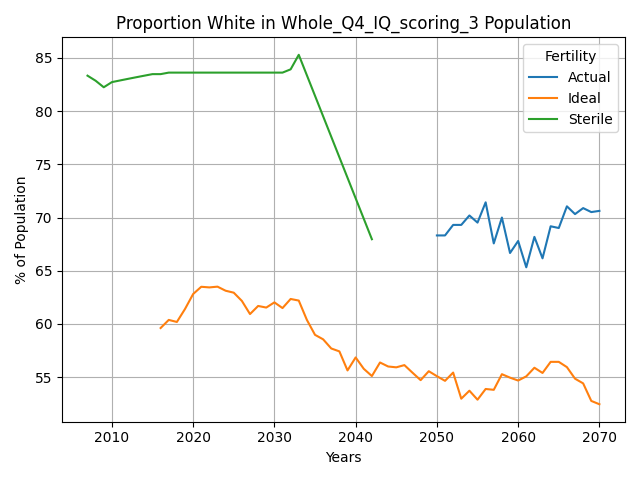 Proportion White in Whole_Q4_IQ_scoring_3 Population
Fertility
Actual
Ideal
Sterile
% of Population
85
80
75
70
65
60
55
2010 2020 2030 2040 2050 2060 2070
Years